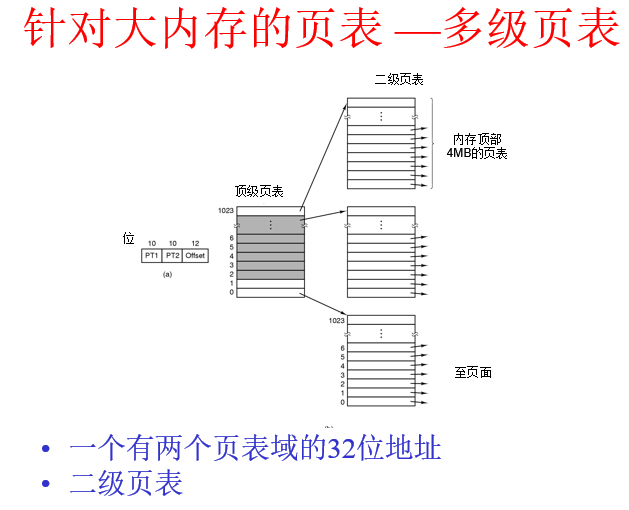 针对大内存的页表 —多级页表
二级页表
内存顶部
4MB的页表
顶级页表
1023
6
5
4
3
2
1
0
位
10 10 12
PT1 PT2 Offset
(a)
1023
6
5
4
3
2
1
0
至页面
• 一个有两个页表域的32位地址
• 二级页表